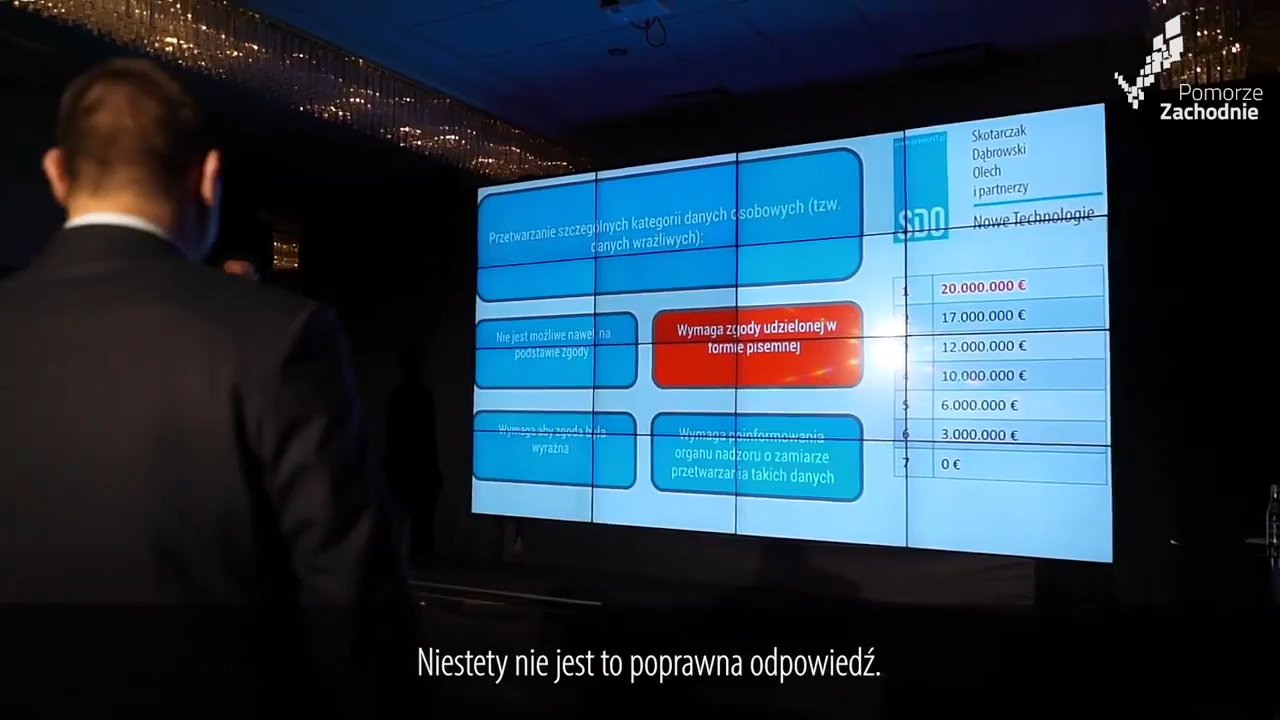 Pomorze
Zachodnie
Skotarczak
Dąbrowski
Olech
i partnerzy
SDO
Nowe Technologie
Przetwarzanie szczególnych kategorii danych osobowych (tzw.
danych wrażliwych):
Nie jest możliwe nawet na
podstawie zgody
Wymaga zgody udzielonej w
formie pisemnej
Wymaga aby zgoda była
wyraźna
Wymaga poinformowania
organu nadzoru o zamiarze
przetwarzania takich danych
1 20.000.000 €
2 17.000.000 €
12.000.000 €
4 10.000.000 €
5 6.000.000 €
6 3.000.000 €
7 0 €
Niestety nie jest to poprawna odpowiedź.